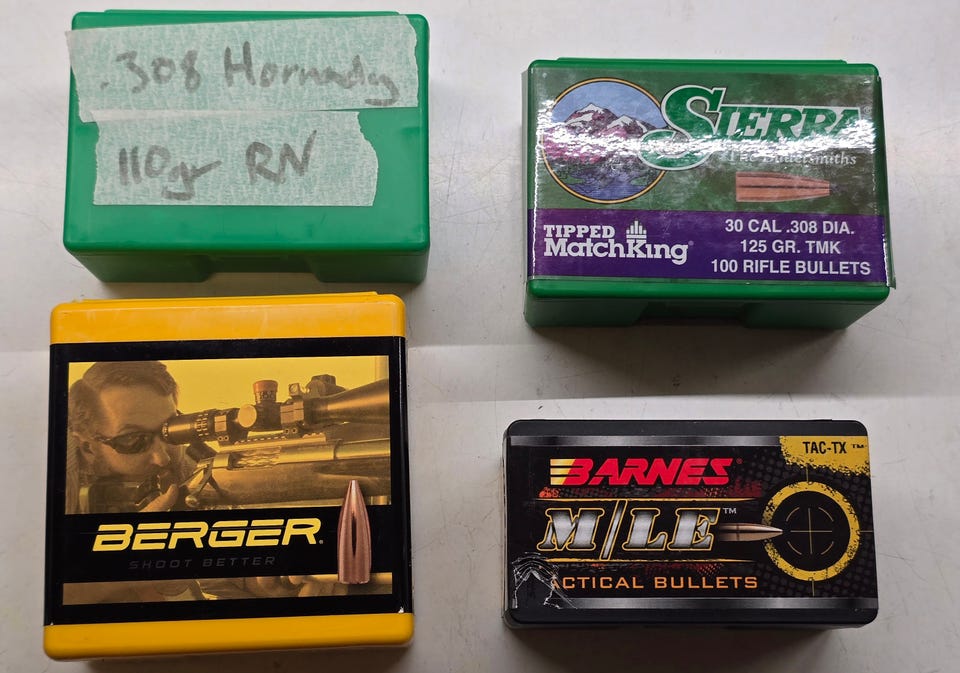 .308 Hornady
110gr RN
SIERRA
The Bulletsmiths
TIPPED
MatchKing®
30 CAL .308 DIA.
125 GR. TMK
100 RIFLE BULLETS
BERGER®
SHOOT BETTER
TAC-TX™
BARNES®
M/LE™
TACTICAL BULLETS